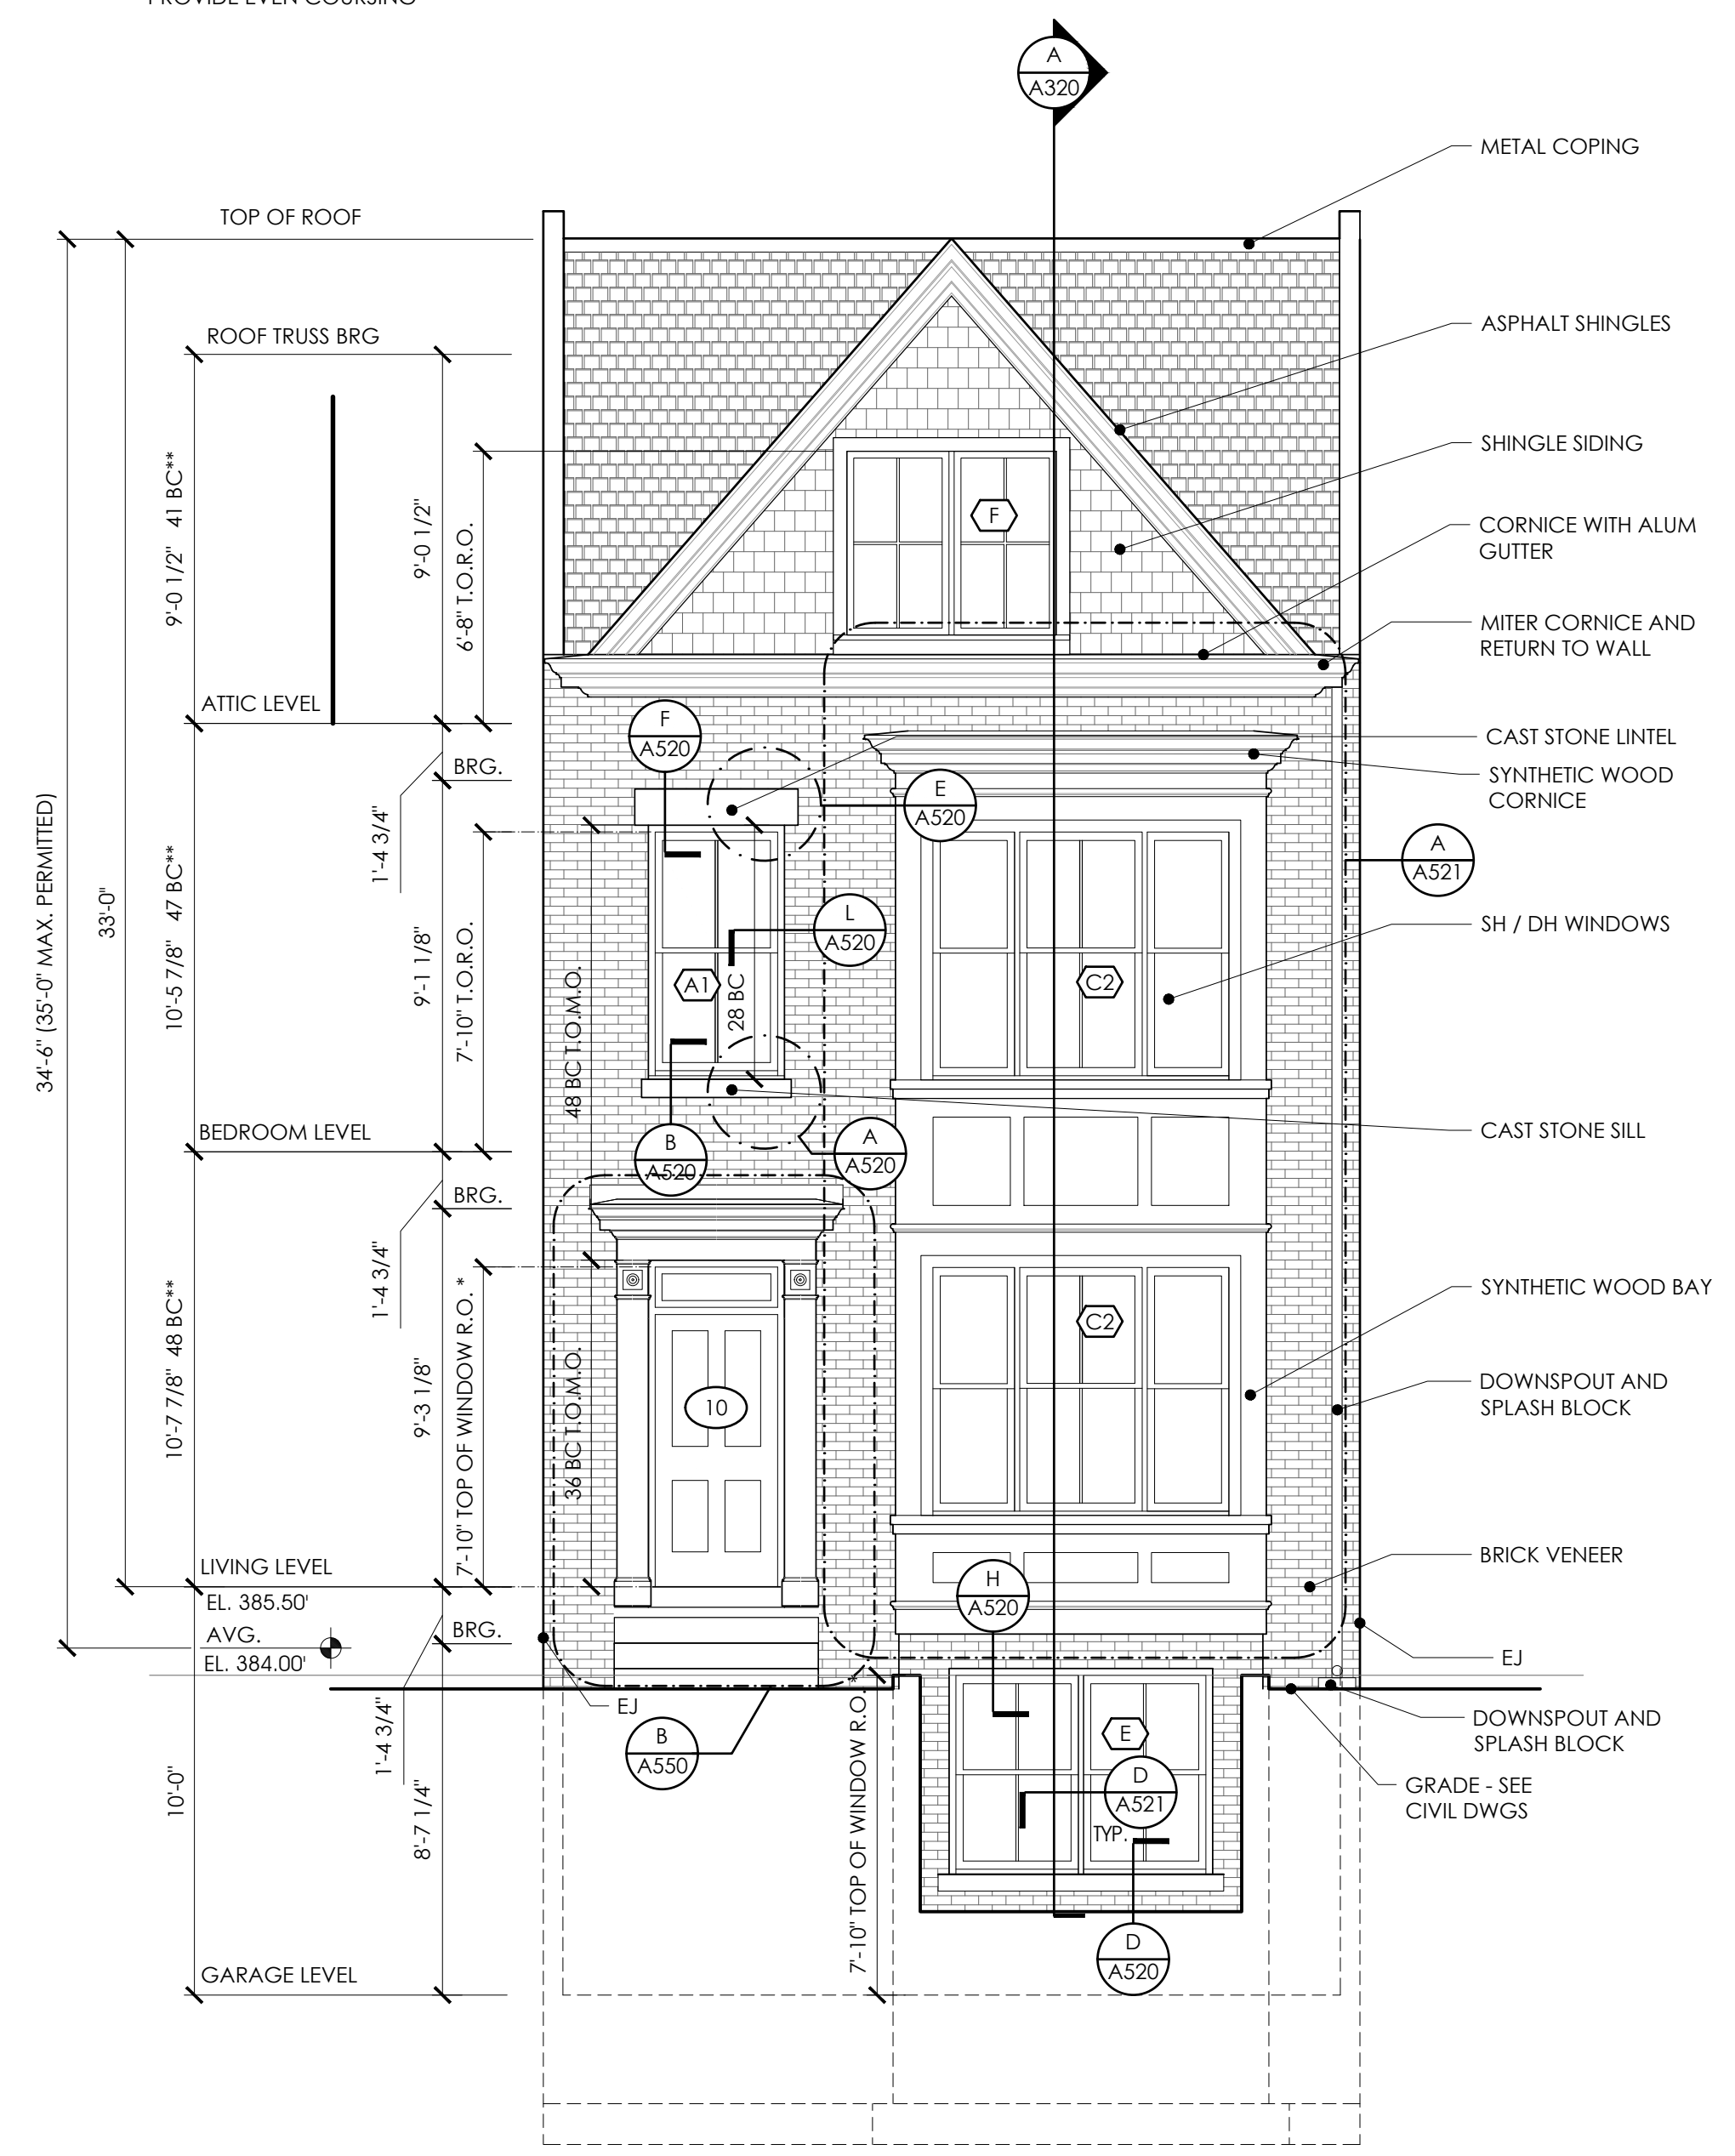 PROVIDE EVEN COURSING
A
A320
METAL COPING
TOP OF ROOF
ASPHALT SHINGLES
ROOF TRUSS BRG
SHINGLE SIDING
9'-0 1/2" 41 BC**
9'-0 1/2"
6'-8" T.O.R.O.
F
CORNICE WITH ALUM
GUTTER
MITER CORNICE AND
RETURN TO WALL
ATTIC LEVEL
F
A520
CAST STONE LINTEL
BRG.
SYNTHETIC WOOD
CORNICE
E
A520
1'-4 3/4"
A
A521
34'-6" (35'-0" MAX. PERMITTED)
33'-0"
10'-5 7/8" 47 BC**
9'-1 1/8"
7'-10" T.O.R.O.
48 BC T.O.M.O.
L
A520
SH / DH WINDOWS
A1
28 BC
C2
BEDROOM LEVEL
B
A520
A
A520
CAST STONE SILL
BRG.
1'-4 3/4"
SYNTHETIC WOOD BAY
C2
10'-7 7/8" 48 BC**
9'-3 1/8"
7'-10" TOP OF WINDOW R.O. *
36 BC T.O.M.O.
10
DOWNSPOUT AND
SPLASH BLOCK
BRICK VENEER
LIVING LEVEL
EL. 385.50'
H
A520
AVG.
BRG.
EL. 384.00'
EJ
EJ
1'-4 3/4"
B
A550
E
DOWNSPOUT AND
SPLASH BLOCK
10'-0"
8'-7 1/4"
7'-10" TOP OF WINDOW R.O.*
D
A521
TYP.
GRADE - SEE
CIVIL DWGS
D
A520
GARAGE LEVEL